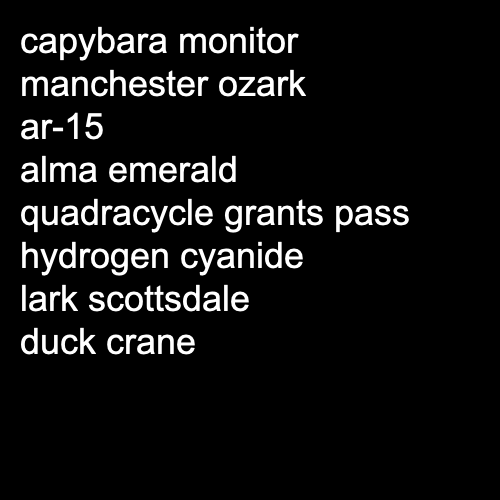 capybara monitor
manchester ozark
ar-15
alma emerald
quadracycle grants pass
hydrogen cyanide
lark scottsdale
duck crane